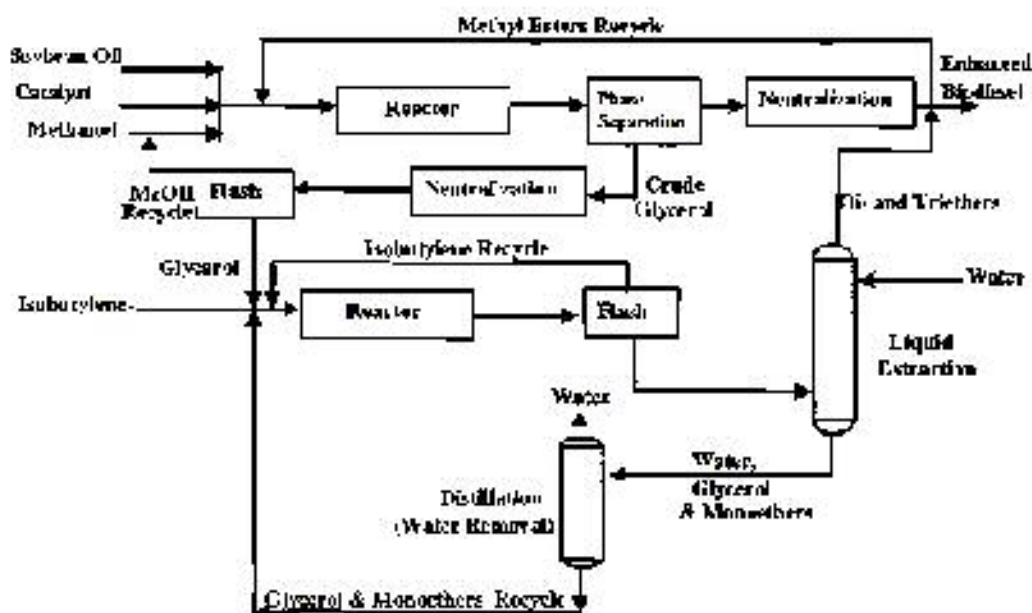 Methyl Esters Recycle
Soybean Oil
Enhanced
Biodiesel
Catalyst
Reactor
Phase
Separation
Neutralization
Methanol
MeOH
Recycle
Flash
Neutralization
Crude
Glycerol
Di- and Triethers
Isobutylene Recycle
Glycerol
Water
Isobutylene
Reactor
Flash
Liquid
Extraction
Water
Water,
Glycerol
& Monoethers
Distillation
(Water Removal)
Glycerol & Monoethers Recycle